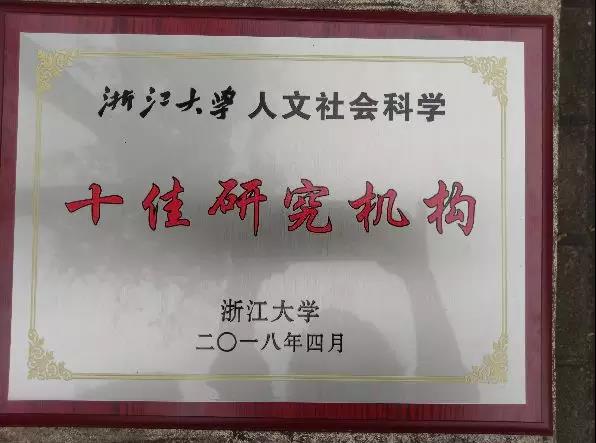 浙江大学 人文社会科学
十佳研究机构
浙江大学
二〇一八年四月